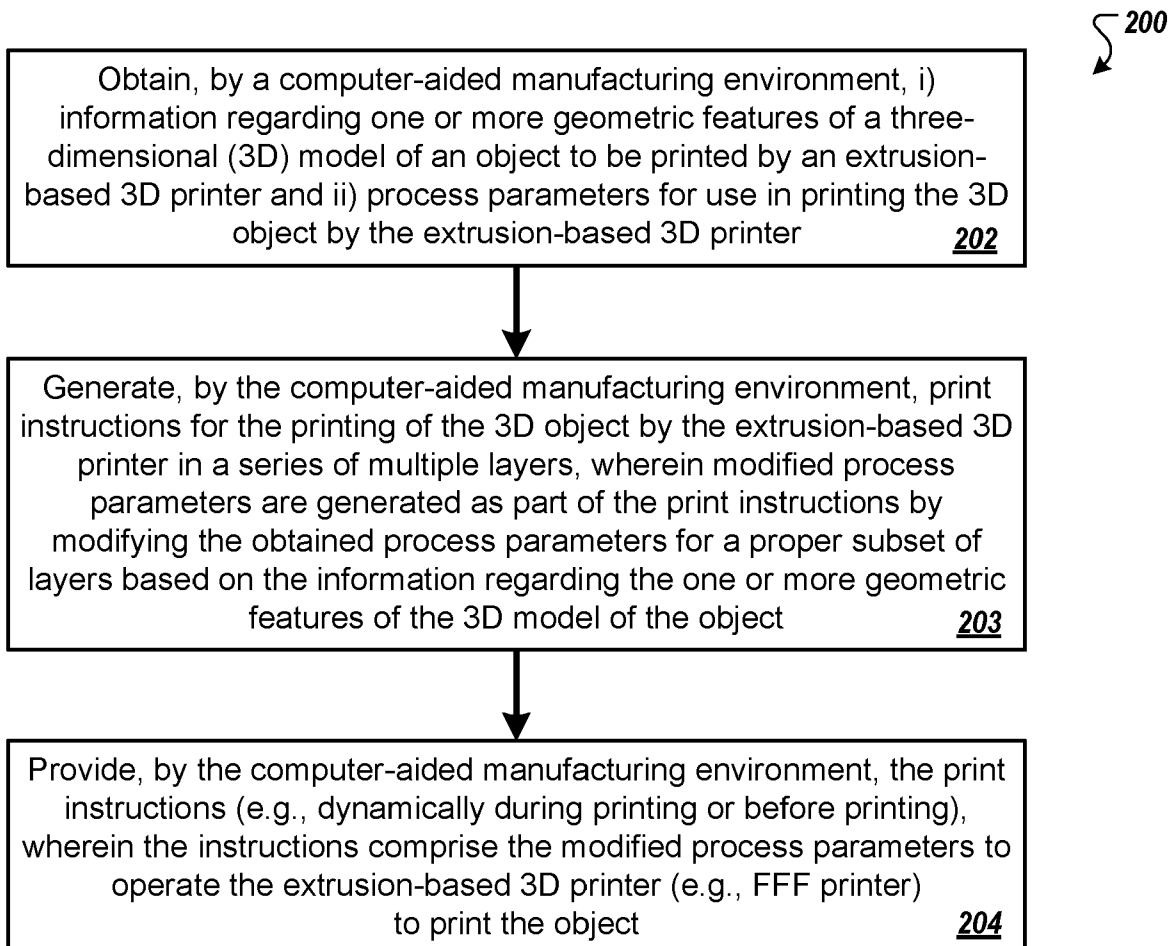 200
Obtain, by a computer-aided manufacturing environment, i)
information regarding one or more geometric features of a three-
dimensional (3D) model of an object to be printed by an extrusion-
based 3D printer and ii) process parameters for use in printing the 3D
object by the extrusion-based 3D printer 202
Generate, by the computer-aided manufacturing environment, print
instructions for the printing of the 3D object by the extrusion-based 3D
printer in a series of multiple layers, wherein modified process
parameters are generated as part of the print instructions by
modifying the obtained process parameters for a proper subset of
layers based on the information regarding the one or more geometric
features of the 3D model of the object 203
Provide, by the computer-aided manufacturing environment, the print
instructions (e.g., dynamically during printing or before printing),
wherein the instructions comprise the modified process parameters to
operate the extrusion-based 3D printer (e.g., FFF printer)
to print the object 204